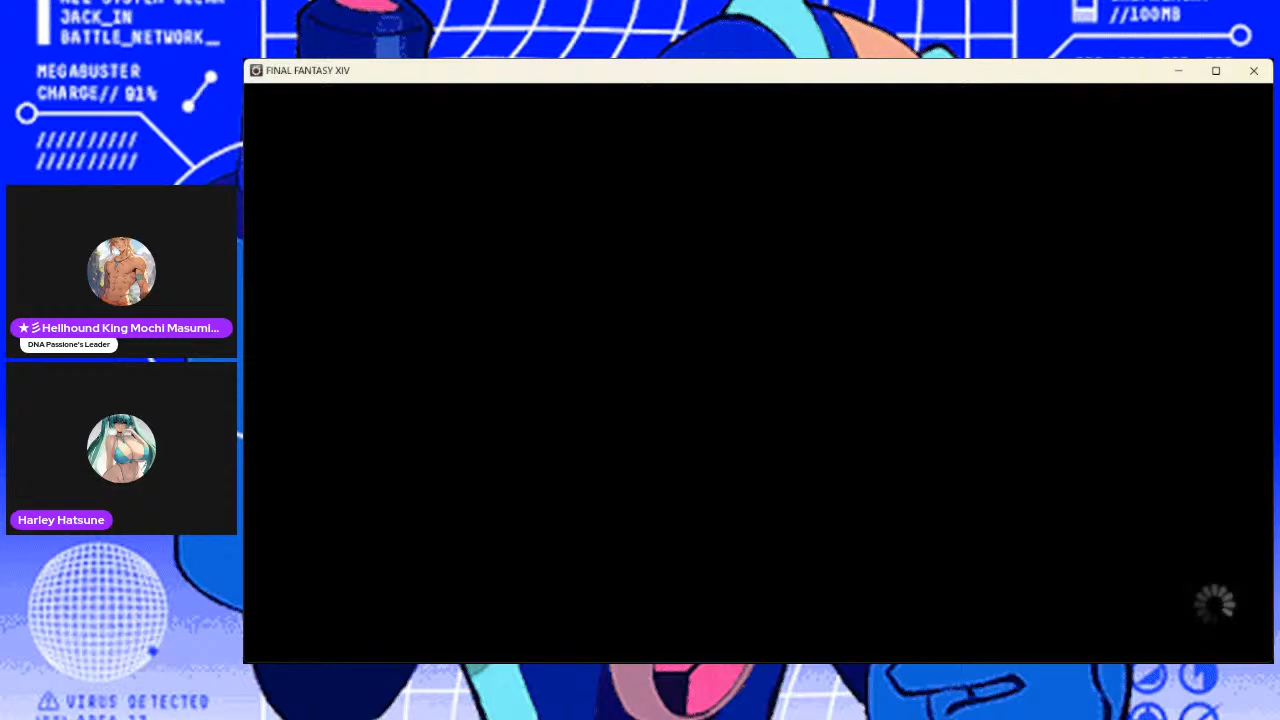 JACK_IN
BATTLE_NETWORK_
//100MB
MEGABUSTER
CHARGE// 91%
FINAL FANTASY XIV
★彡Hellhound King Mochi Masumi...
DNA Passione's Leader
Harley Hatsune
VIRUS DETECTED